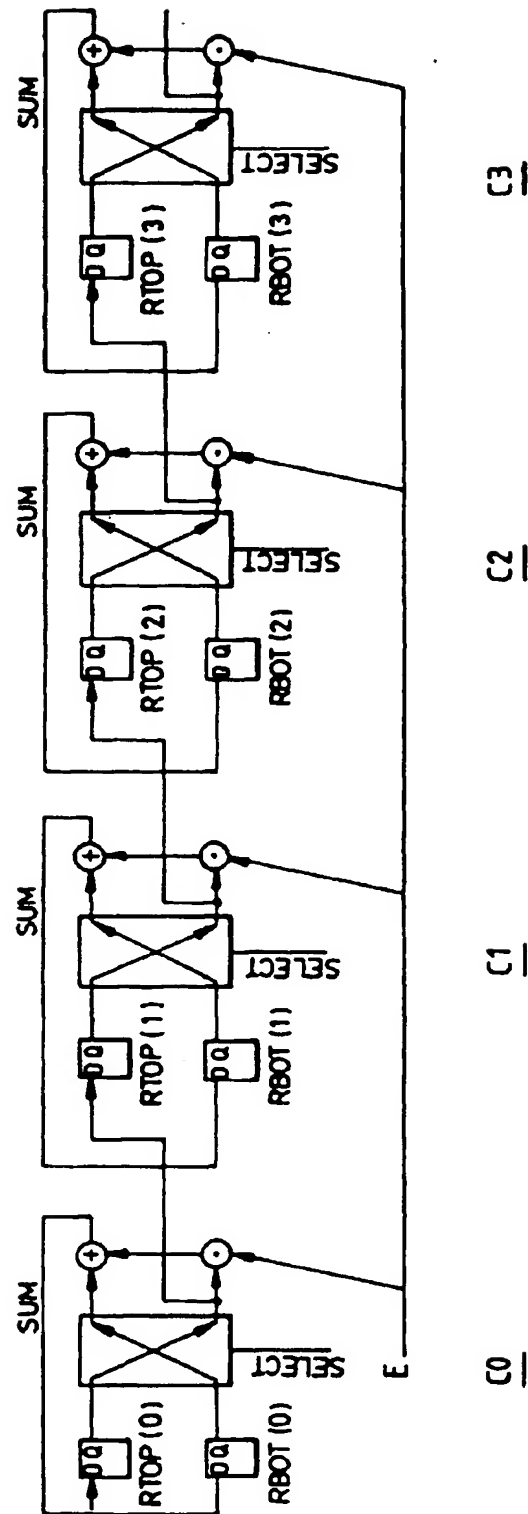 SUM
+
D Q
RTOP (0)
D Q
RBOT (0)
SELECT
·
SUM
+
D Q
RTOP (1)
D Q
RBOT (1)
SELECT
·
SUM
+
D Q
RTOP (2)
D Q
RBOT (2)
SELECT
·
SUM
+
D Q
RTOP (3)
D Q
RBOT (3)
SELECT
·
E
C0
C1
C2
C3